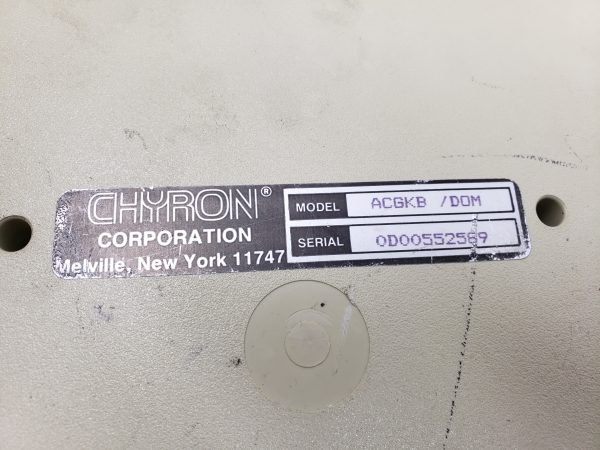 CHYRON®
CORPORATION
Melville, New York 11747
MODEL ACGKB /DOM
SERIAL 0D00552589